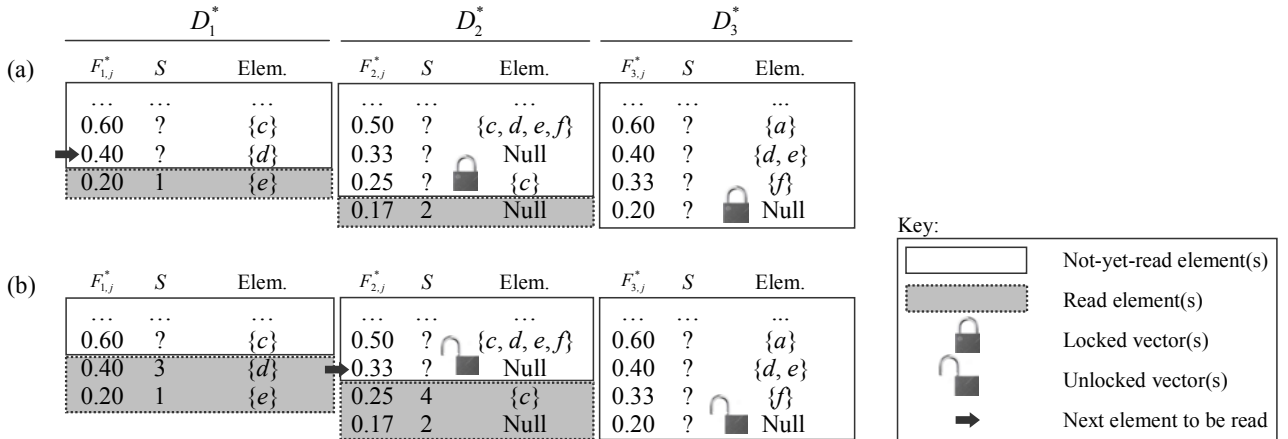 D*1 D*2 D*3
(a) F*1,j S Elem. F*2,j S Elem. F*3,j S Elem.
… … … … … … … … ...
0.60 ? {c} 0.50 ? {c, d, e, f} 0.60 ? {a}
0.40 ? {d} 0.33 ? Null 0.40 ? {d, e}
0.20 1 {e} 0.25 ? {c} 0.33 ? {f}
0.17 2 Null 0.20 ? Null
Key:
Not-yet-read element(s)
Read element(s)
Locked vector(s)
Unlocked vector(s)
Next element to be read
(b) F*1,j S Elem. F*2,j S Elem. F*3,j S Elem.
… … … … … … … … ...
0.60 ? {c} 0.50 ? {c, d, e, f} 0.60 ? {a}
0.40 3 {d} 0.33 ? Null 0.40 ? {d, e}
0.20 1 {e} 0.25 4 {c} 0.33 ? {f}
0.17 2 Null 0.20 ? Null